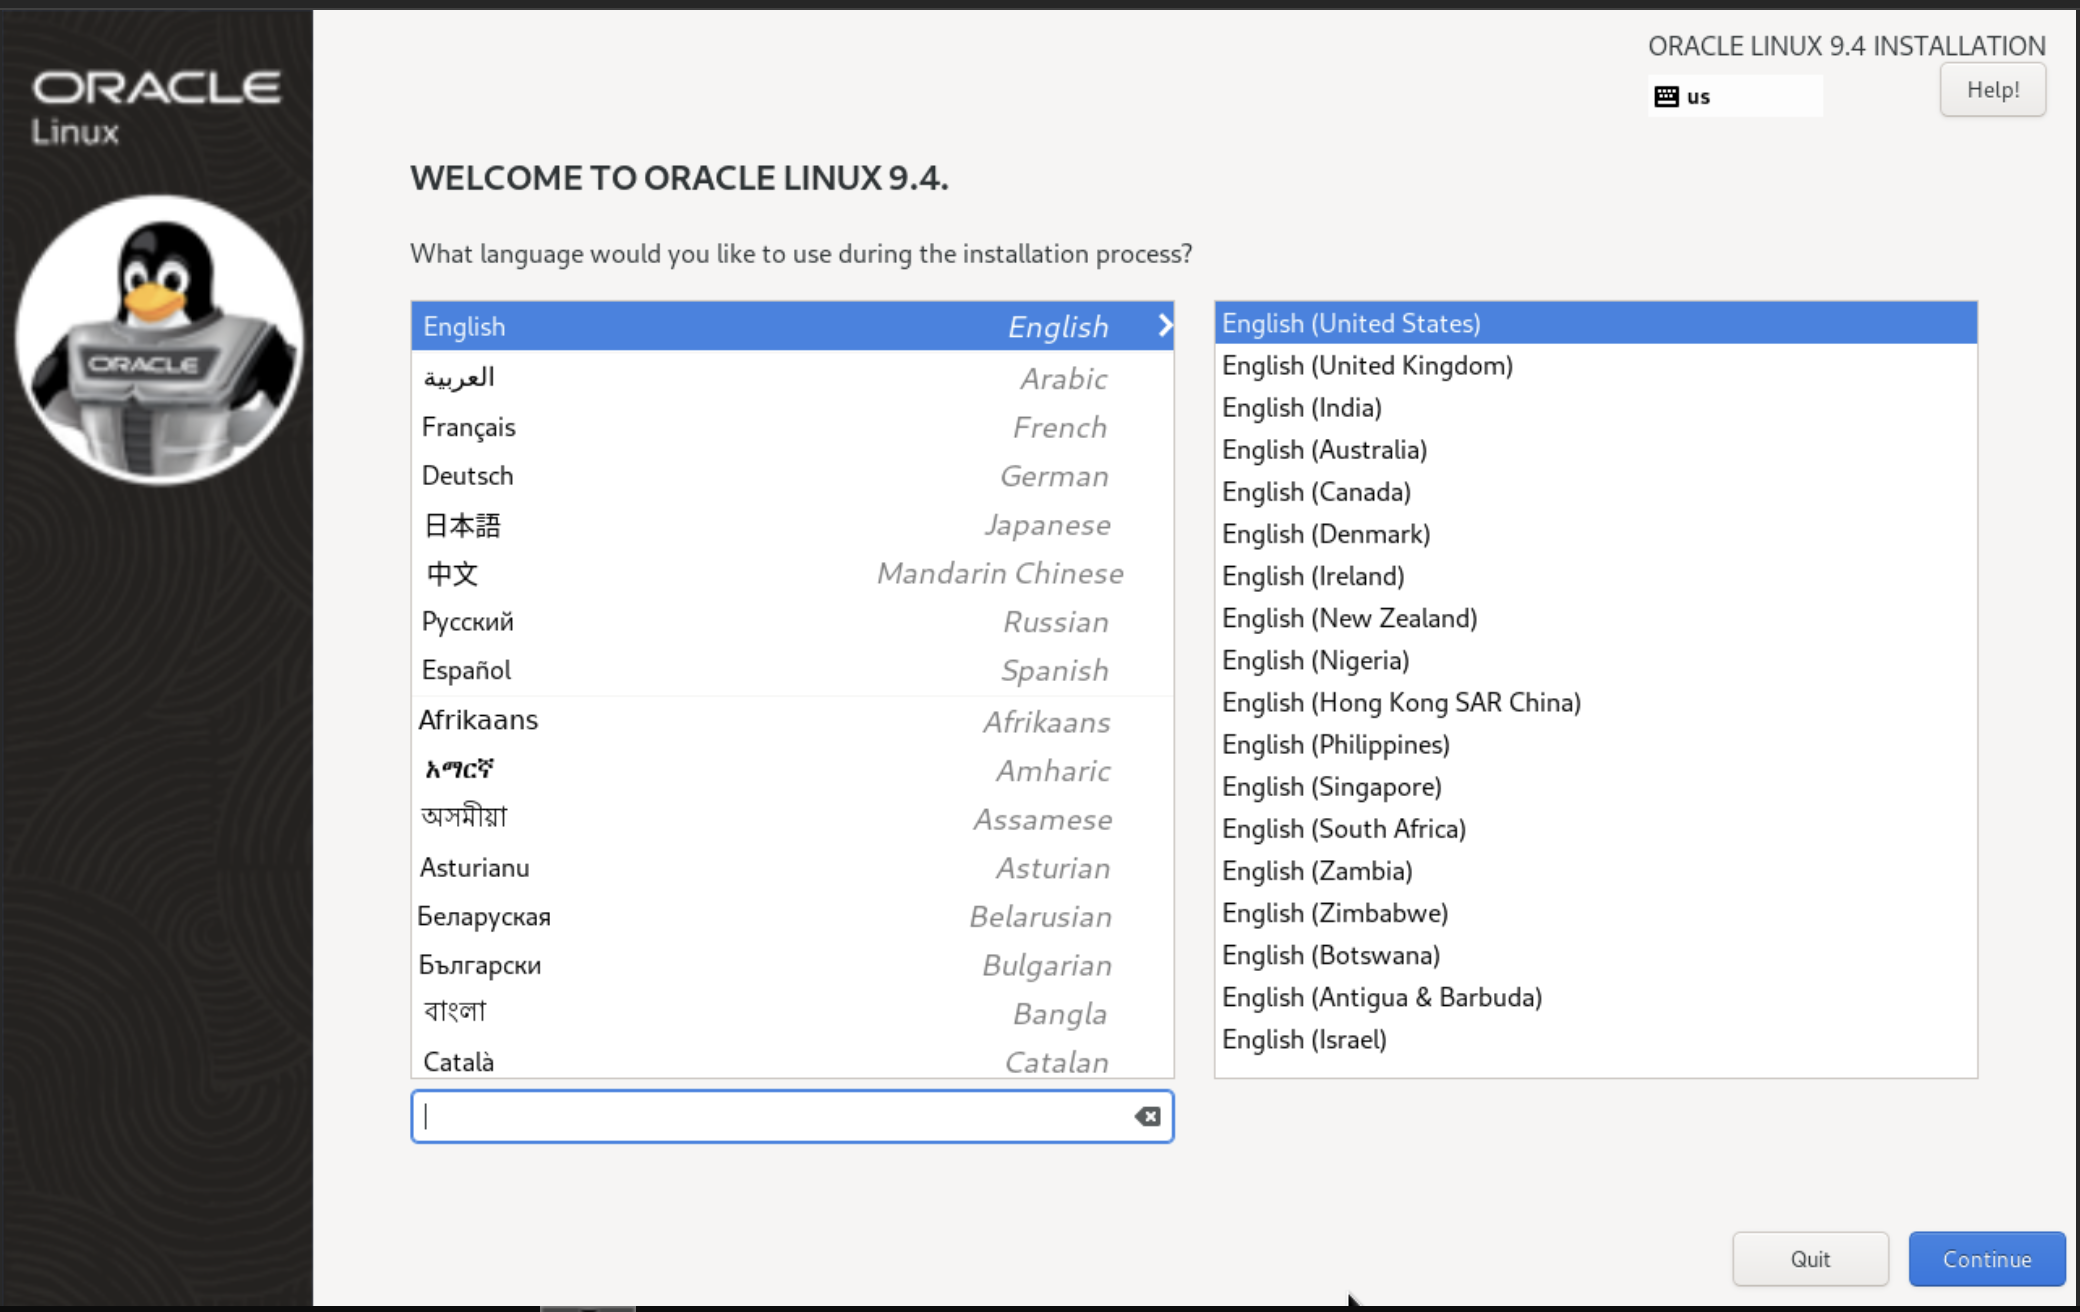 ORACLE
Linux
ORACLE
ORACLE LINUX 9.4 INSTALLATION
us
Help!
WELCOME TO ORACLE LINUX 9.4.
What language would you like to use during the installation process?
English English
العربية Arabic
Français French
Deutsch German
日本語 Japanese
中文 Mandarin Chinese
Русский Russian
Español Spanish
Afrikaans Afrikaans
አማርኛ Amharic
অসমীয়া Assamese
Asturianu Asturian
Беларуская Belarusian
Български Bulgarian
বাংলা Bangla
Català Catalan
English (United States)
English (United Kingdom)
English (India)
English (Australia)
English (Canada)
English (Denmark)
English (Ireland)
English (New Zealand)
English (Nigeria)
English (Hong Kong SAR China)
English (Philippines)
English (Singapore)
English (South Africa)
English (Zambia)
English (Zimbabwe)
English (Botswana)
English (Antigua & Barbuda)
English (Israel)
Quit
Continue